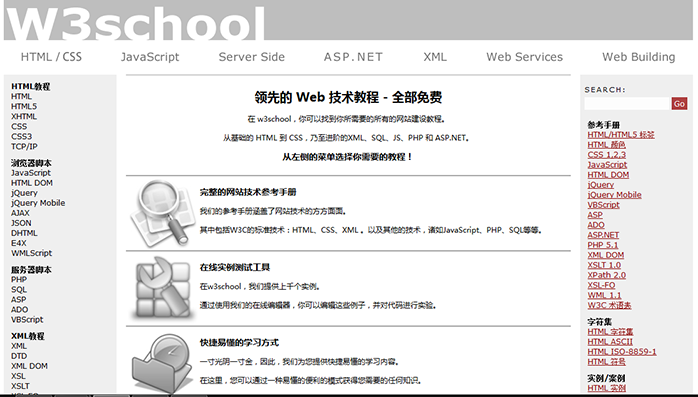 W3school
HTML / CSS
JavaScript
Server Side
ASP.NET
XML
Web Services
Web Building
HTML教程
HTML
HTML5
XHTML
CSS
CSS3
TCP/IP
浏览器脚本
JavaScript
HTML DOM
jQuery
jQuery Mobile
AJAX
JSON
DHTML
E4X
WMLScript
服务器脚本
PHP
SQL
ASP
ADO
VBScript
XML教程
XML
DTD
XML DOM
XSL
XSLT
XSL-FO
领先的 Web 技术教程 - 全部免费
在 w3school，你可以找到你所需要的所有的网站建设教程。
从基础的 HTML 到 CSS，乃至进阶的XML、SQL、JS、PHP 和 ASP.NET。
从左侧的菜单选择你需要的教程！
完整的网站技术参考手册
我们的参考手册涵盖了网站技术的方方面面。
其中包括W3C的标准技术：HTML、CSS、XML 。以及其他的技术，诸如JavaScript、PHP、SQL等等。
在线实例测试工具
在w3school，我们提供上千个实例。
通过使用我们的在线编辑器，你可以编辑这些例子，并对代码进行实验。
快捷易懂的学习方式
一寸光阴一寸金，因此，我们为您提供快捷易懂的学习内容。
在这里，您可以通过一种易懂的便利的模式获得您需要的任何知识。
SEARCH:
Go
参考手册
HTML/HTML5 标签
HTML 颜色
CSS 1,2,3
JavaScript
HTML DOM
jQuery
jQuery Mobile
VBScript
ASP
ADO
ASP.NET
PHP 5.1
XML DOM
XSLT 1.0
XPath 2.0
XSL-FO
WML 1.1
W3C 术语表
字符集
HTML 字符集
HTML ASCII
HTML ISO-8859-1
HTML 符号
实例/案例
HTML 实例